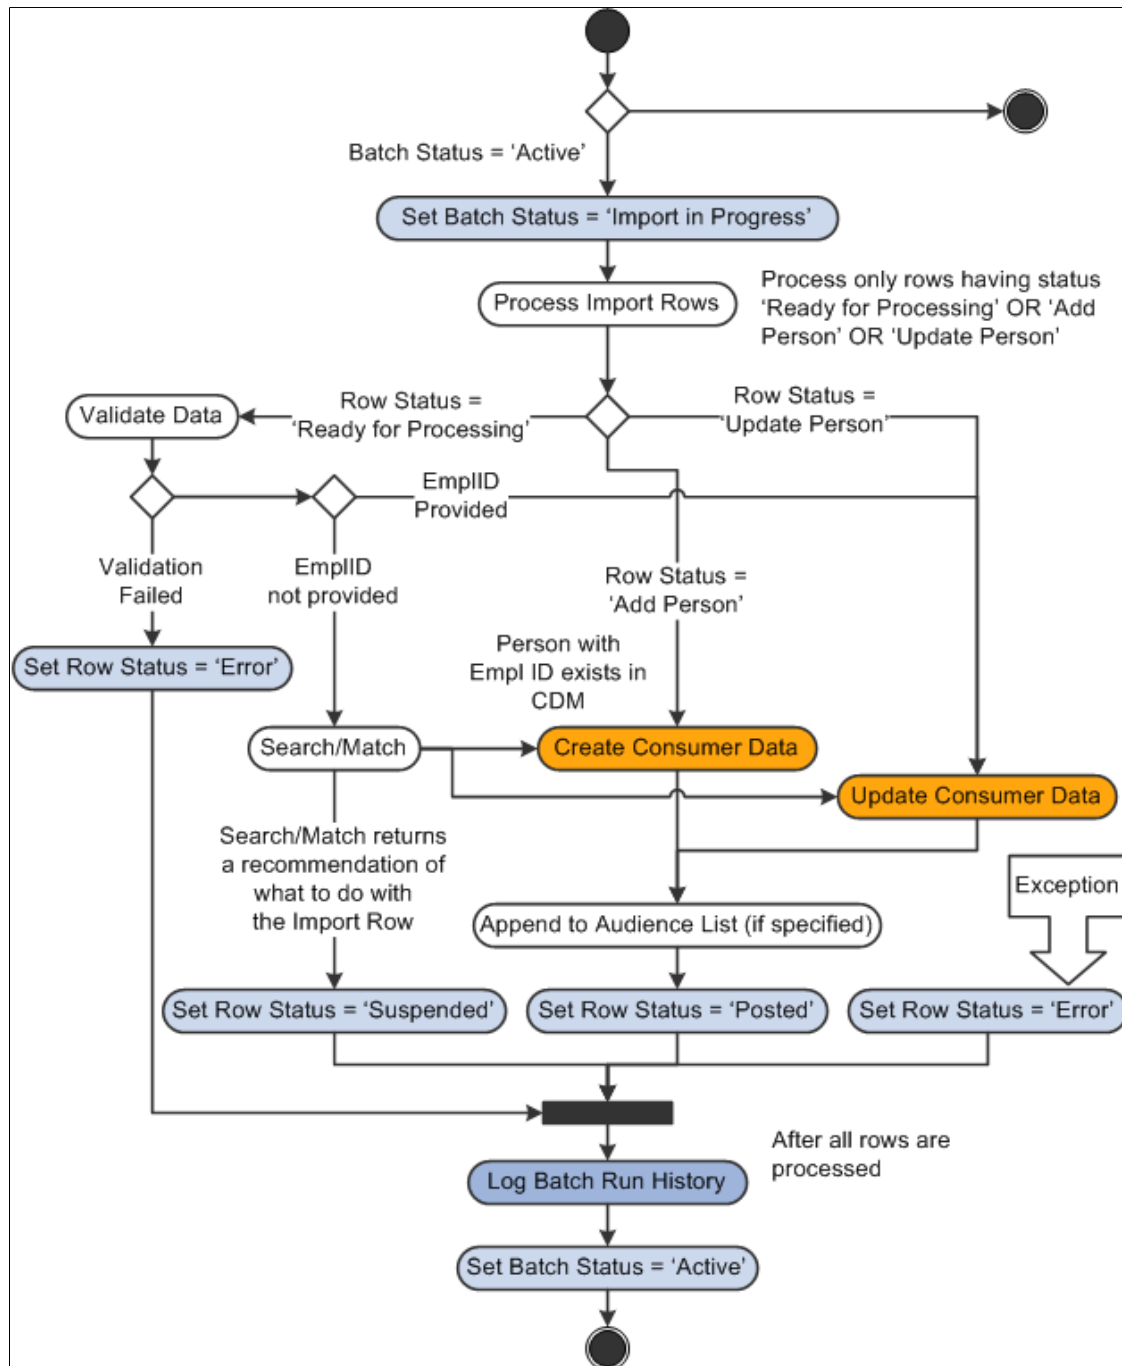 Batch Status = ‘Active’
Set Batch Status = ‘Import in Progress’
Process Import Rows
Process only rows having status
‘Ready for Processing’ OR ‘Add
Person’ OR ‘Update Person’
Validate Data
Row Status =
‘Ready for Processing’
Row Status =
‘Update Person’
EmplID
Provided
Validation
Failed
EmplID
not provided
Row Status =
‘Add Person’
Set Row Status = ‘Error’
Person with
Empl ID exists in
CDM
Search/Match
Create Consumer Data
Update Consumer Data
Search/Match returns
a recommendation of
what to do with
the Import Row
Exception
Append to Audience List (if specified)
Set Row Status = ‘Suspended’
Set Row Status = ‘Posted’
Set Row Status = ‘Error’
After all rows are
processed
Log Batch Run History
Set Batch Status = ‘Active’